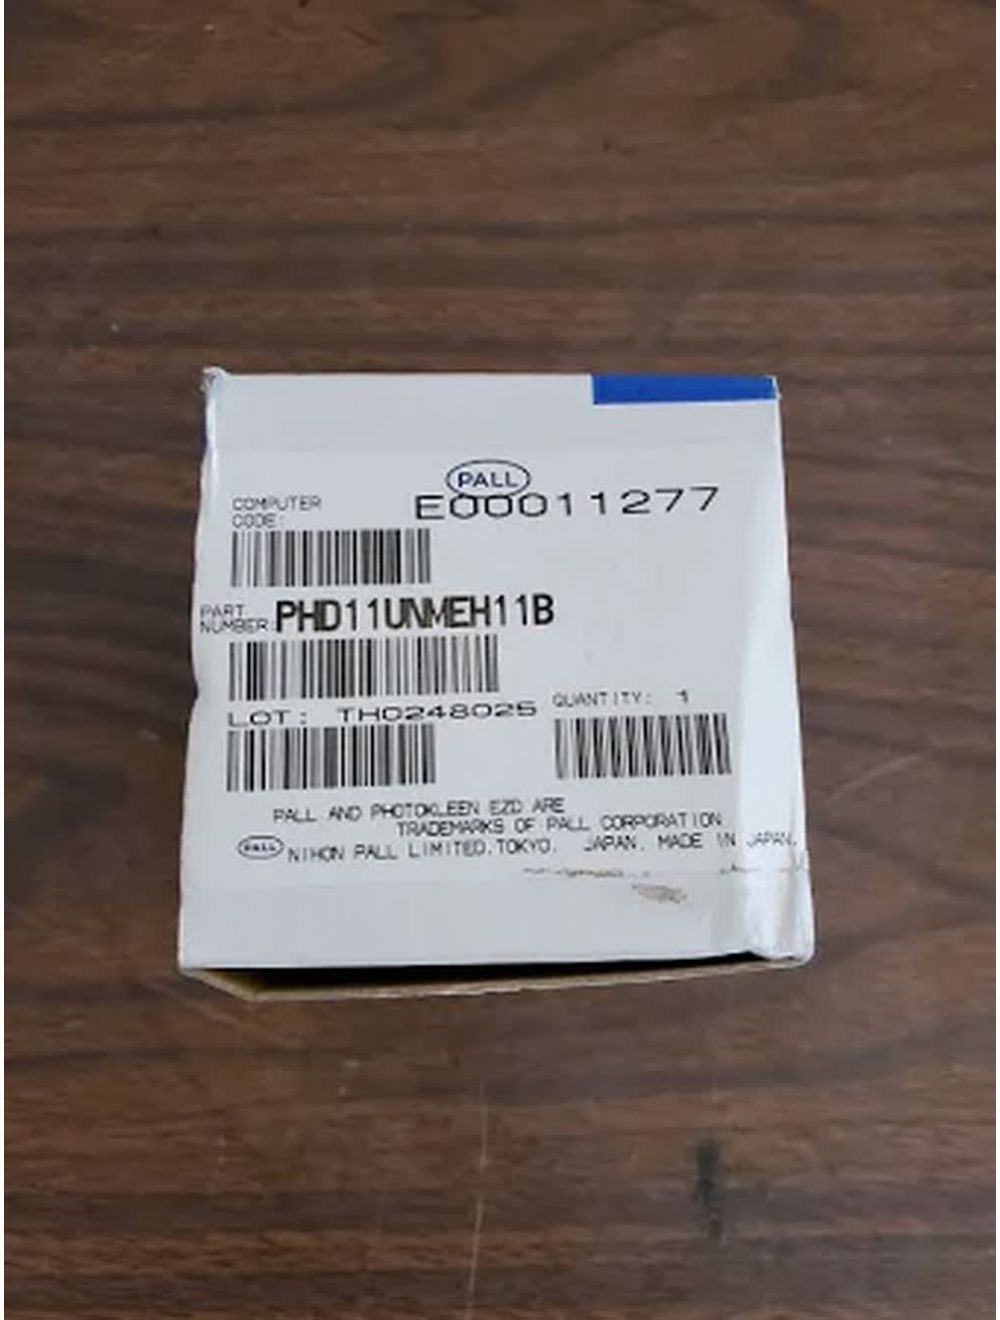 PALL
COMPUTER E00011277
CODE:
PART
NUMBER PHD11UNMEH11B
LOT: TH0248025 QUANTITY: 1
PALL AND PHOTOKLEEN EZD ARE
TRADEMARKS OF PALL CORPORATION
PALL NIHON PALL LIMITED.TOKYO. JAPAN. MADE IN JAPAN.